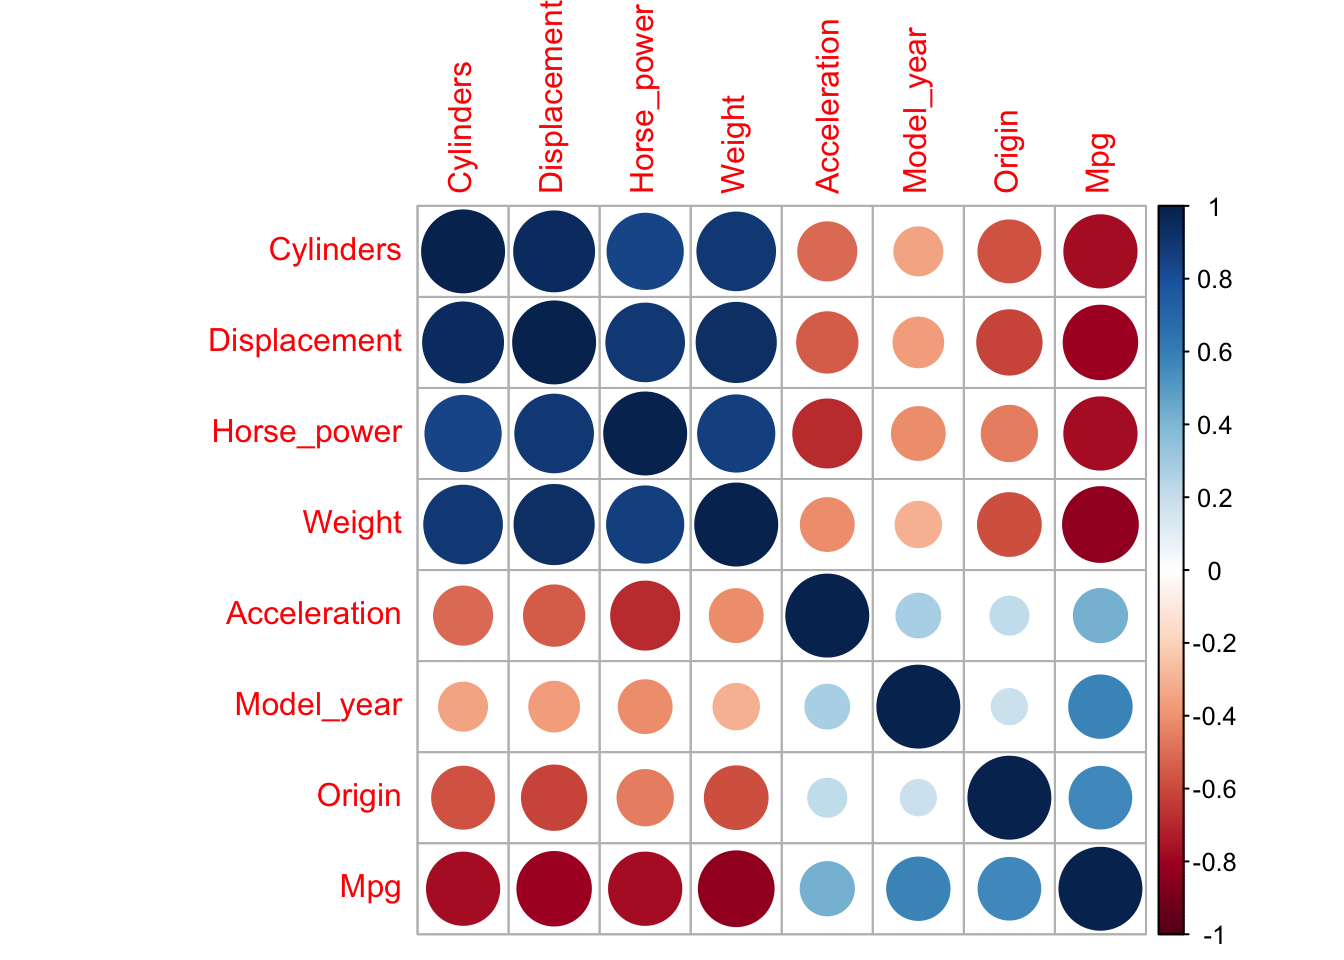 Cylinders
Displacement
Horse_power
Weight
Acceleration
Model_year
Origin
Mpg
Cylinders
Displacement
Horse_power
Weight
Acceleration
Model_year
Origin
Mpg
1
0.8
0.6
0.4
0.2
0
-0.2
-0.4
-0.6
-0.8
-1